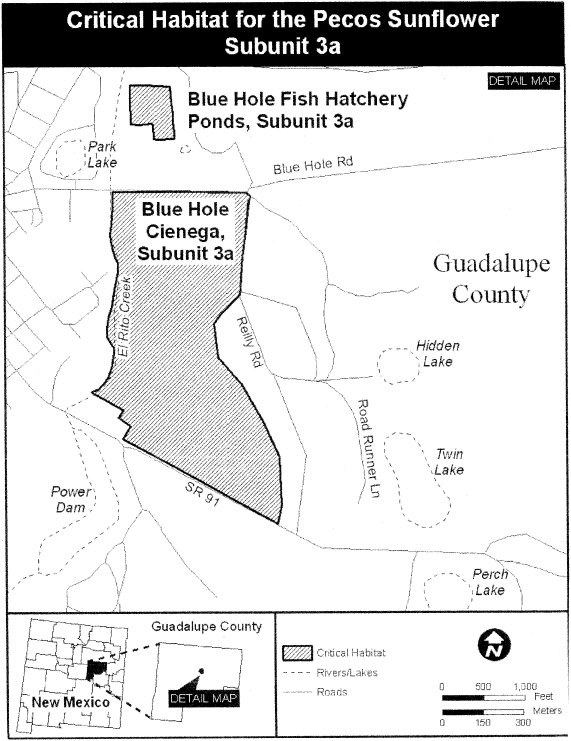 Critical Habitat for the Pecos Sunflower
Subunit 3a
DETAIL MAP
Blue Hole Fish Hatchery
Ponds, Subunit 3a
Park
Lake
Blue Hole Rd
Blue Hole
Cienega,
Subunit 3a
Guadalupe
County
El Rito Creek
Reilly Rd
Hidden
Lake
Road Runner Ln
Twin
Lake
Power
Dam
SR 91
Perch
Lake
Guadalupe County
New Mexico
DETAIL MAP
Critical Habitat
Rivers/Lakes
Roads
N
0 500 1,000
Feet
Meters
0 150 300